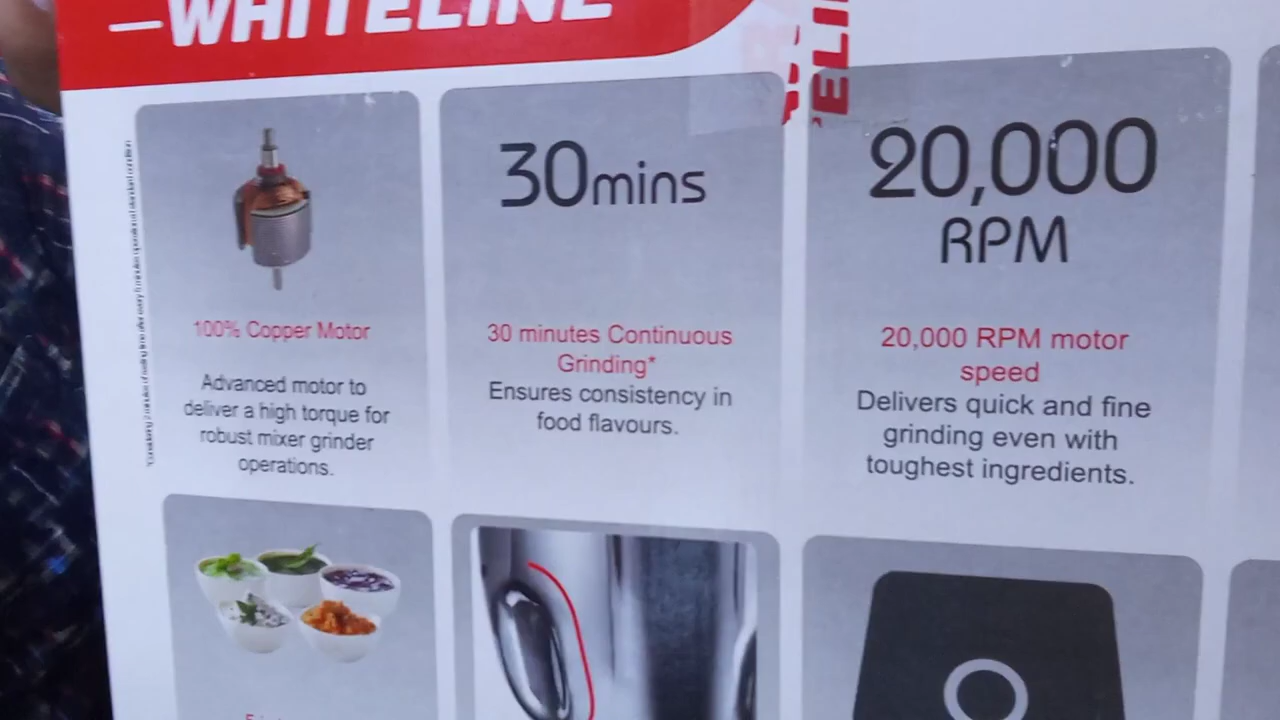 –WHITELINE
ELI
30mins
20,000
RPM
100% Copper Motor
Advanced motor to
deliver a high torque for
robust mixer grinder
operations.
30 minutes Continuous
Grinding*
Ensures consistency in
food flavours.
20,000 RPM motor
speed
Delivers quick and fine
grinding even with
toughest ingredients.